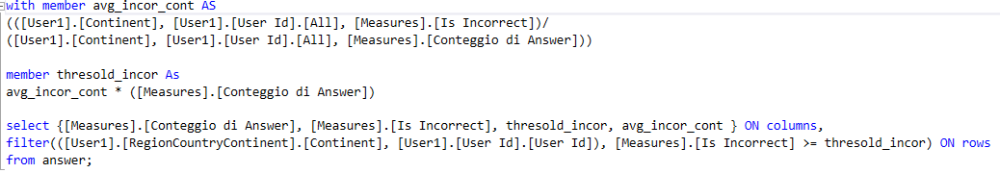 with member avg_incor_cont AS
(([User1].[Continent], [User1].[User Id].[All], [Measures].[Is Incorrect])/
([User1].[Continent], [User1].[User Id].[All], [Measures].[Conteggio di Answer]))
member thresold_incor As
avg_incor_cont * ([Measures].[Conteggio di Answer])
select {[Measures].[Conteggio di Answer], [Measures].[Is Incorrect], thresold_incor, avg_incor_cont } ON columns,
filter(([User1].[RegionCountryContinent].[Continent], [User1].[User Id].[User Id]), [Measures].[Is Incorrect] >= thresold_incor) ON rows
from answer;